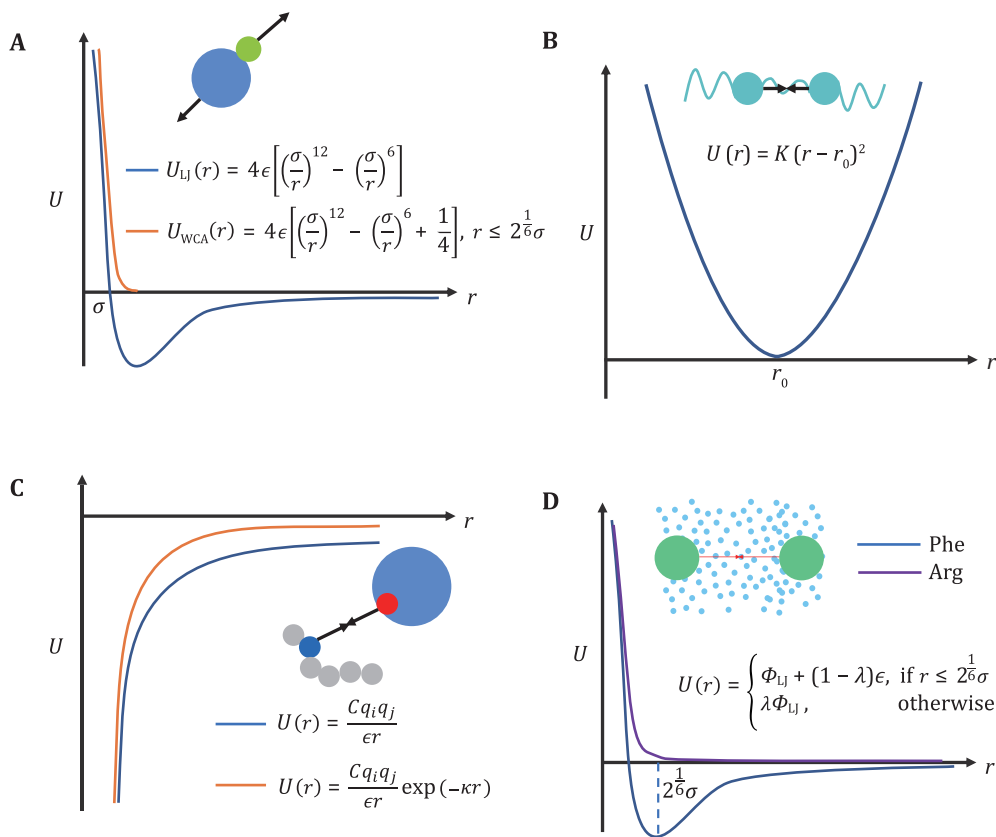 A
U
U_LJ(r) = 4ϵ[(σ/r)^12 − (σ/r)^6]
U_WCA(r) = 4ϵ[(σ/r)^12 − (σ/r)^6 + 1/4], r ≤ 2^(1/6)σ
σ
r
B
U(r) = K(r − r_0)^2
U
r_0
r
C
r
U
U(r) = Cq_iq_j/ϵr
U(r) = Cq_iq_j/ϵr exp(−κr)
D
Phe
Arg
U
U(r) = { Φ_LJ + (1 − λ)ϵ, if r ≤ 2^(1/6)σ
λΦ_LJ , otherwise
r
2^(1/6)σ